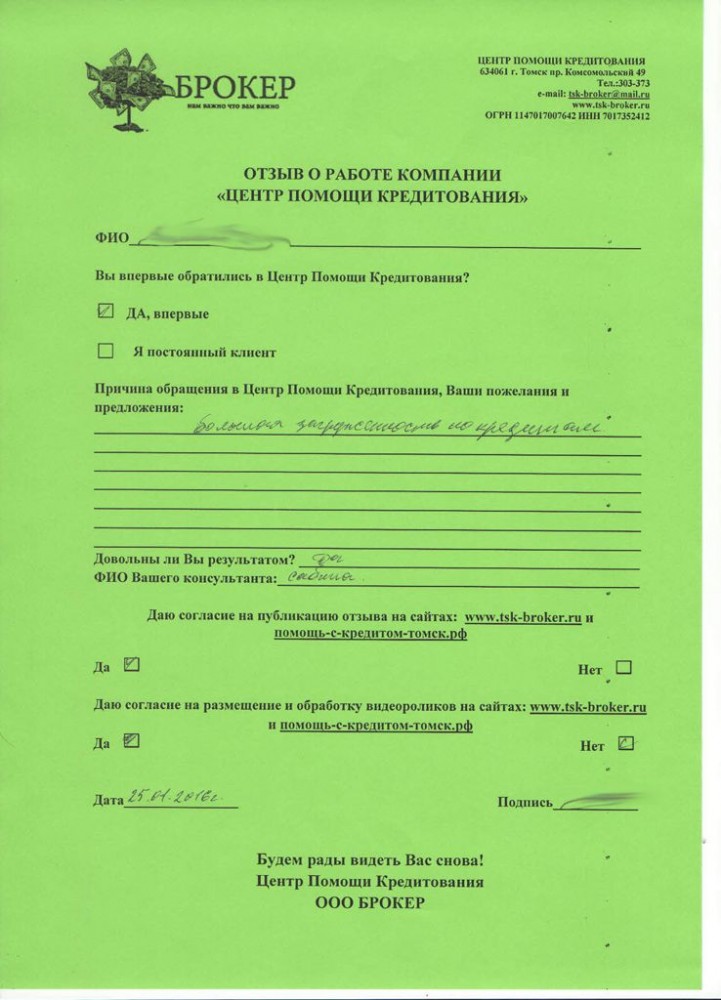 БРОКЕР
НАМ ВАЖНО ЧТО ВАМ ВАЖНО
ЦЕНТР ПОМОЩИ КРЕДИТОВАНИЯ
634061 г. Томск пр. Комсомольский 49
Тел.:303-373
e-mail: tsk-broker@mail.ru
www.tsk-broker.ru
ОГРН 1147017007642 ИНН 7017352412
ОТЗЫВ О РАБОТЕ КОМПАНИИ
«ЦЕНТР ПОМОЩИ КРЕДИТОВАНИЯ»
ФИО
Вы впервые обратились в Центр Помощи Кредитования?
ДА, впервые
Я постоянный клиент
Причина обращения в Центр Помощи Кредитования, Ваши пожелания и
предложения:
большая загруженность по кредитам
Довольны ли Вы результатом? да
ФИО Вашего консультанта: Сабина.
Даю согласие на публикацию отзыва на сайтах: www.tsk-broker.ru и
помощь-с-кредитом-томск.рф
Да Нет
Даю согласие на размещение и обработку видеороликов на сайтах: www.tsk-broker.ru
и помощь-с-кредитом-томск.рф
Да Нет
Дата 25.01.2016г. Подпись
Будем рады видеть Вас снова!
Центр Помощи Кредитования
ООО БРОКЕР